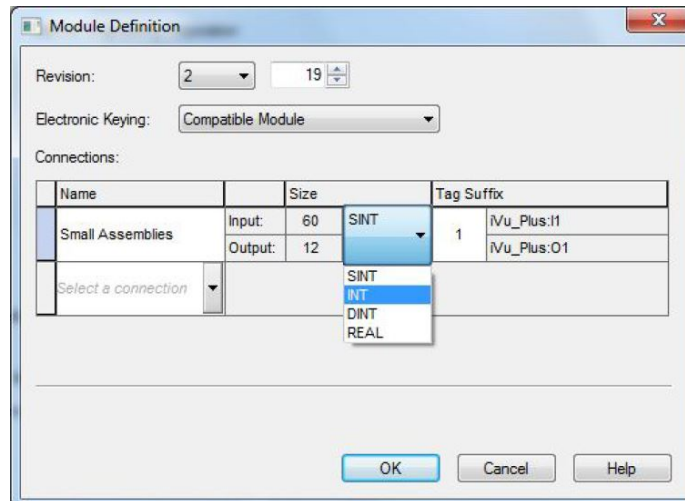 Module Definition
x
Revision: 2 19
Electronic Keying: Compatible Module
Connections:
Name Size Tag Suffix
Small Assemblies Input: 60 SINT 1 iVu_Plus:I1
Output: 12 iVu_Plus:O1
Select a connection SINT
INT
DINT
REAL
OK Cancel Help